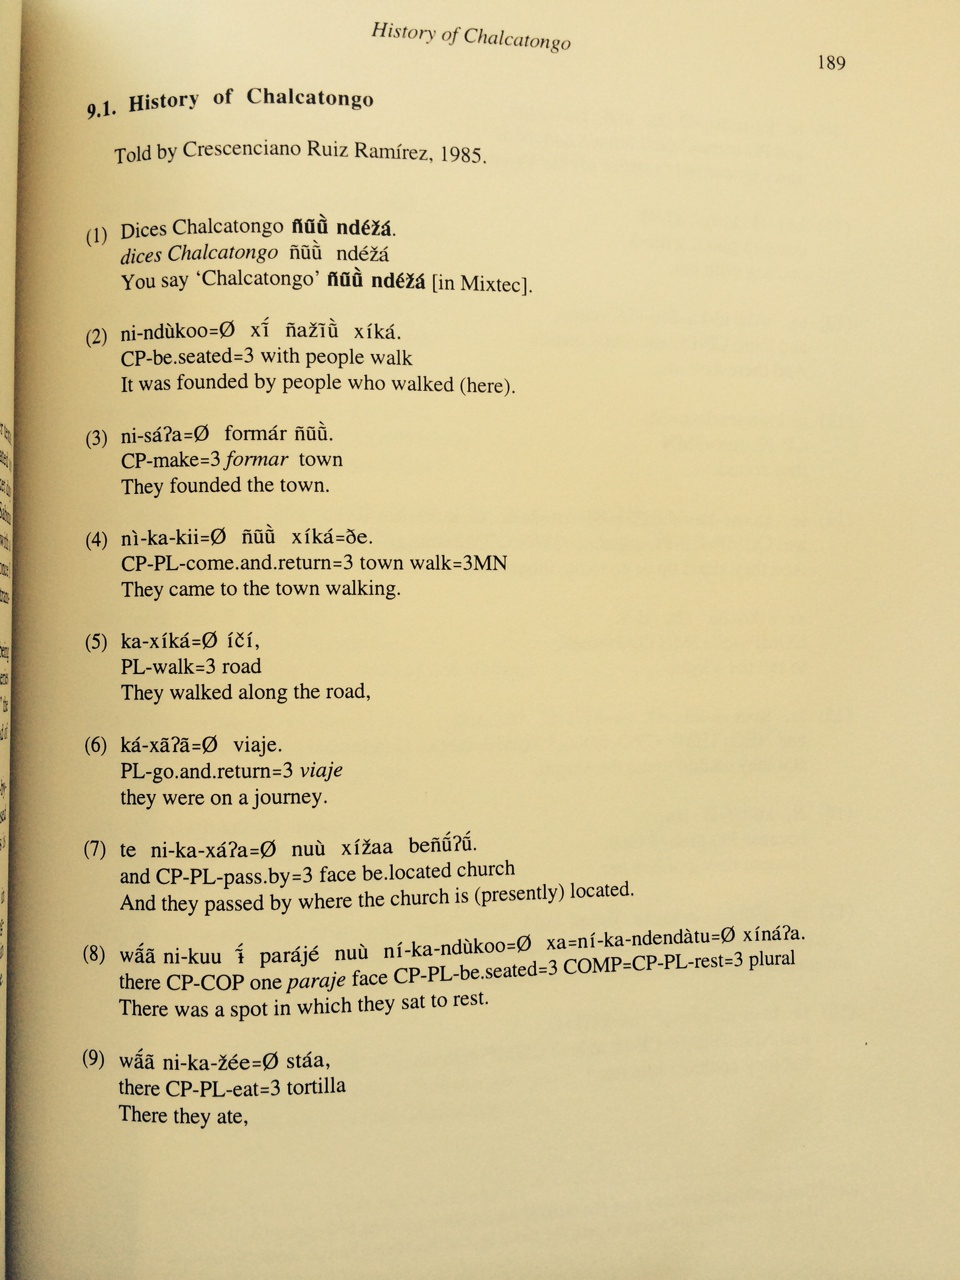 History of Chalcatongo
189
9.1. History of Chalcatongo
Told by Crescenciano Ruiz Ramírez, 1985.
(1) Dices Chalcatongo ñũũ̀ ndéžá.
dices Chalcatongo ñũũ̀ ndéžá
You say ‘Chalcatongo’ ñũũ̀ ndéžá [in Mixtec].
(2) ni-ndùkoo=Ø xĩ́ ñažĩũ̀ xíká.
CP-be.seated=3 with people walk
It was founded by people who walked (here).
(3) ni-sáʔa=Ø formár ñũũ̀.
CP-make=3 formar town
They founded the town.
(4) nì-ka-kii=Ø ñũũ̀ xíká=ðe.
CP-PL-come.and.return=3 town walk=3MN
They came to the town walking.
(5) ka-xíká=Ø íčí,
PL-walk=3 road
They walked along the road,
(6) ká-xãʔã=Ø viaje.
PL-go.and.return=3 viaje
they were on a journey.
(7) te ni-ka-xáʔa=Ø nuù xížaa beñṹʔṹ.
and CP-PL-pass.by=3 face be.located church
And they passed by where the church is (presently) located.
(8) wã́ã ni-kuu ɨ̃́ parájé nuù ní-ka-ndùkoo=Ø xa=ní-ka-ndendàtu=Ø xínáʔa.
there CP-COP one paraje face CP-PL-be.seated=3 COMP=CP-PL-rest=3 plural
There was a spot in which they sat to rest.
(9) wã́ã ni-ka-žée=Ø stáa,
there CP-PL-eat=3 tortilla
There they ate,